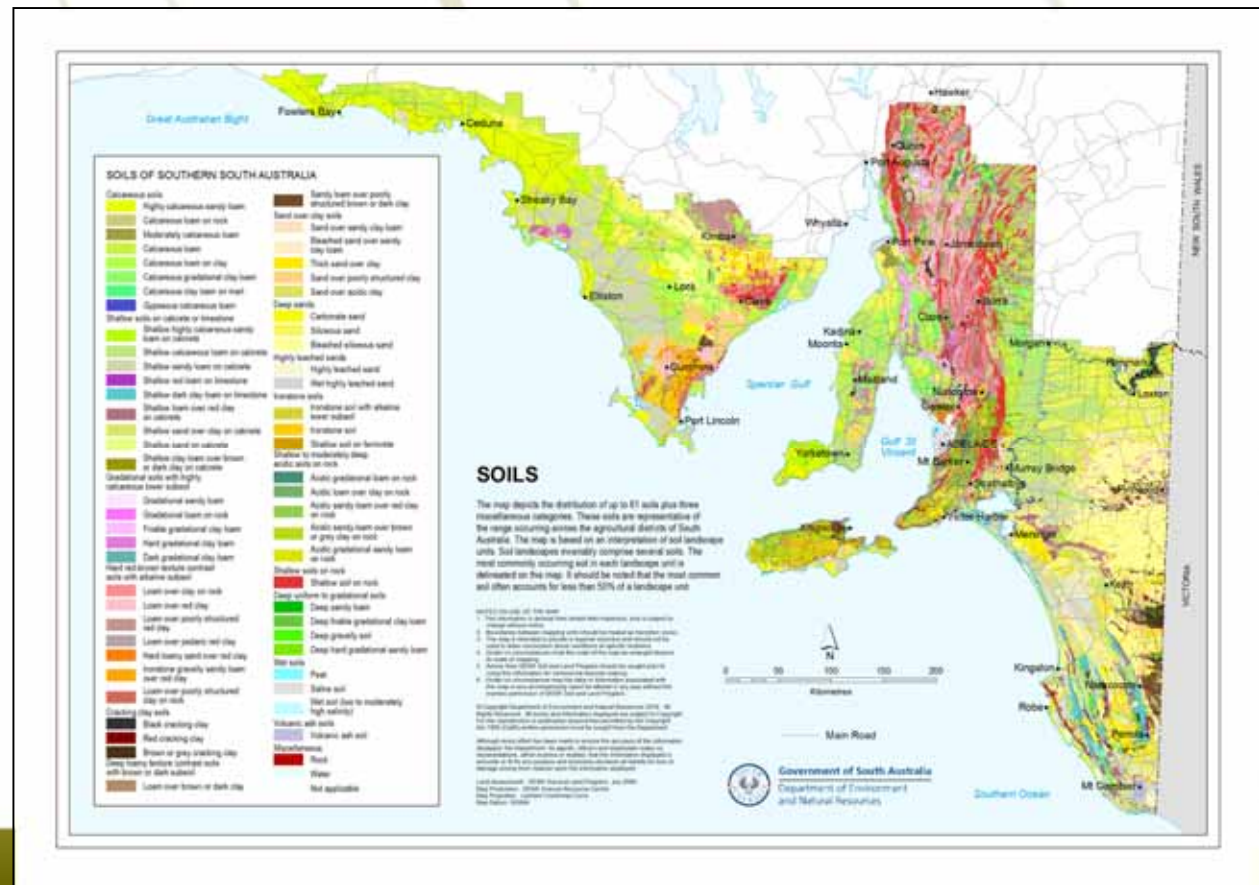 Hawker
Great Australian Bight
Fowlers Bay
Ceduna
Quorn
Port Augusta
Streaky Bay
Whyalla
Kimba
Port Pirie
Jamestown
Elliston
Lock
Cleve
Burra
Clare
Kadina
Moonta
Morgan
Renmark
Loxton
Cummins
Maitland
Nuriootpa
Gawler
Spencer Gulf
Port Lincoln
Gulf St
Vincent
ADELAIDE
Yorketown
Mt Barker
Murray Bridge
Strathalbyn
Victor Harbor
Kingscote
Meningie
Keith
Kingston
Naracoorte
Robe
Penola
Mt Gambier
Southern Ocean
NEW SOUTH WALES
VICTORIA
SOILS OF SOUTHERN SOUTH AUSTRALIA
Calcareous soils
Highly calcareous sandy loam
Calcareous loam on rock
Moderately calcareous loam
Calcareous loam
Calcareous loam on clay
Calcareous gradational clay loam
Calcareous clay loam on marl
Gypseous calcareous loam
Shallow soils on calcrete or limestone
Shallow highly calcareous sandy
loam on calcrete
Shallow calcareous loam on calcrete
Shallow sandy loam on calcrete
Shallow red loam on limestone
Shallow dark clay loam on limestone
Shallow loam over red clay
on calcrete
Shallow sand over clay on calcrete
Shallow sand on calcrete
Shallow clay loam over brown
or dark clay on calcrete
Gradational soils with highly
calcareous lower subsoil
Gradational sandy loam
Gradational loam on rock
Friable gradational clay loam
Hard gradational clay loam
Dark gradational clay loam
Hard red-brown texture contrast
soils with alkaline subsoil
Loam over clay on rock
Loam over red clay
Loam over poorly structured
red clay
Loam over pedaric red clay
Hard loamy sand over red clay
Ironstone gravelly sandy loam
over red clay
Loam over poorly structured
clay on rock
Cracking clay soils
Black cracking clay
Red cracking clay
Brown or grey cracking clay
Deep loamy texture contrast soils
with brown or dark subsoil
Loam over brown or dark clay
Sandy loam over poorly
structured brown or dark clay
Sand over clay soils
Sand over sandy clay loam
Bleached sand over sandy
clay loam
Thick sand over clay
Sand over poorly structured clay
Sand over acidic clay
Deep sands
Carbonate sand
Siliceous sand
Bleached siliceous sand
Highly leached sands
Highly leached sand
Wet highly leached sand
Ironstone soils
Ironstone soil with alkaline
lower subsoil
Ironstone soil
Shallow soil on ferricrete
Shallow to moderately deep
acidic soils on rock
Acidic gradational loam on rock
Acidic loam over clay on rock
Acidic sandy loam over red clay
on rock
Acidic sandy loam over brown
or grey clay on rock
Acidic gradational sandy loam
on rock
Shallow soils on rock
Shallow soil on rock
Deep uniform to gradational soils
Deep sandy loam
Deep friable gradational clay loam
Deep gravelly soil
Deep hard gradational sandy loam
Wet soils
Peat
Saline soil
Wet soil (low to moderately
high salinity)
Volcanic ash soils
Volcanic ash soil
Miscellaneous
Rock
Water
Not applicable
SOILS
The map depicts the distribution of up to 61 soils plus three
miscellaneous categories. These soils are representative of
the range occurring across the agricultural districts of South
Australia. The map is based on an interpretation of soil landscape
units. Soil landscapes invariably comprise several soils. The
most commonly occurring soil in each landscape unit is
delineated on the map. It should be noted that the most common
soil often accounts for less than 50% of a landscape unit
N
0 50 100 150 200
Kilometres
Main Road
Government of South Australia
Department of Environment
and Natural Resources